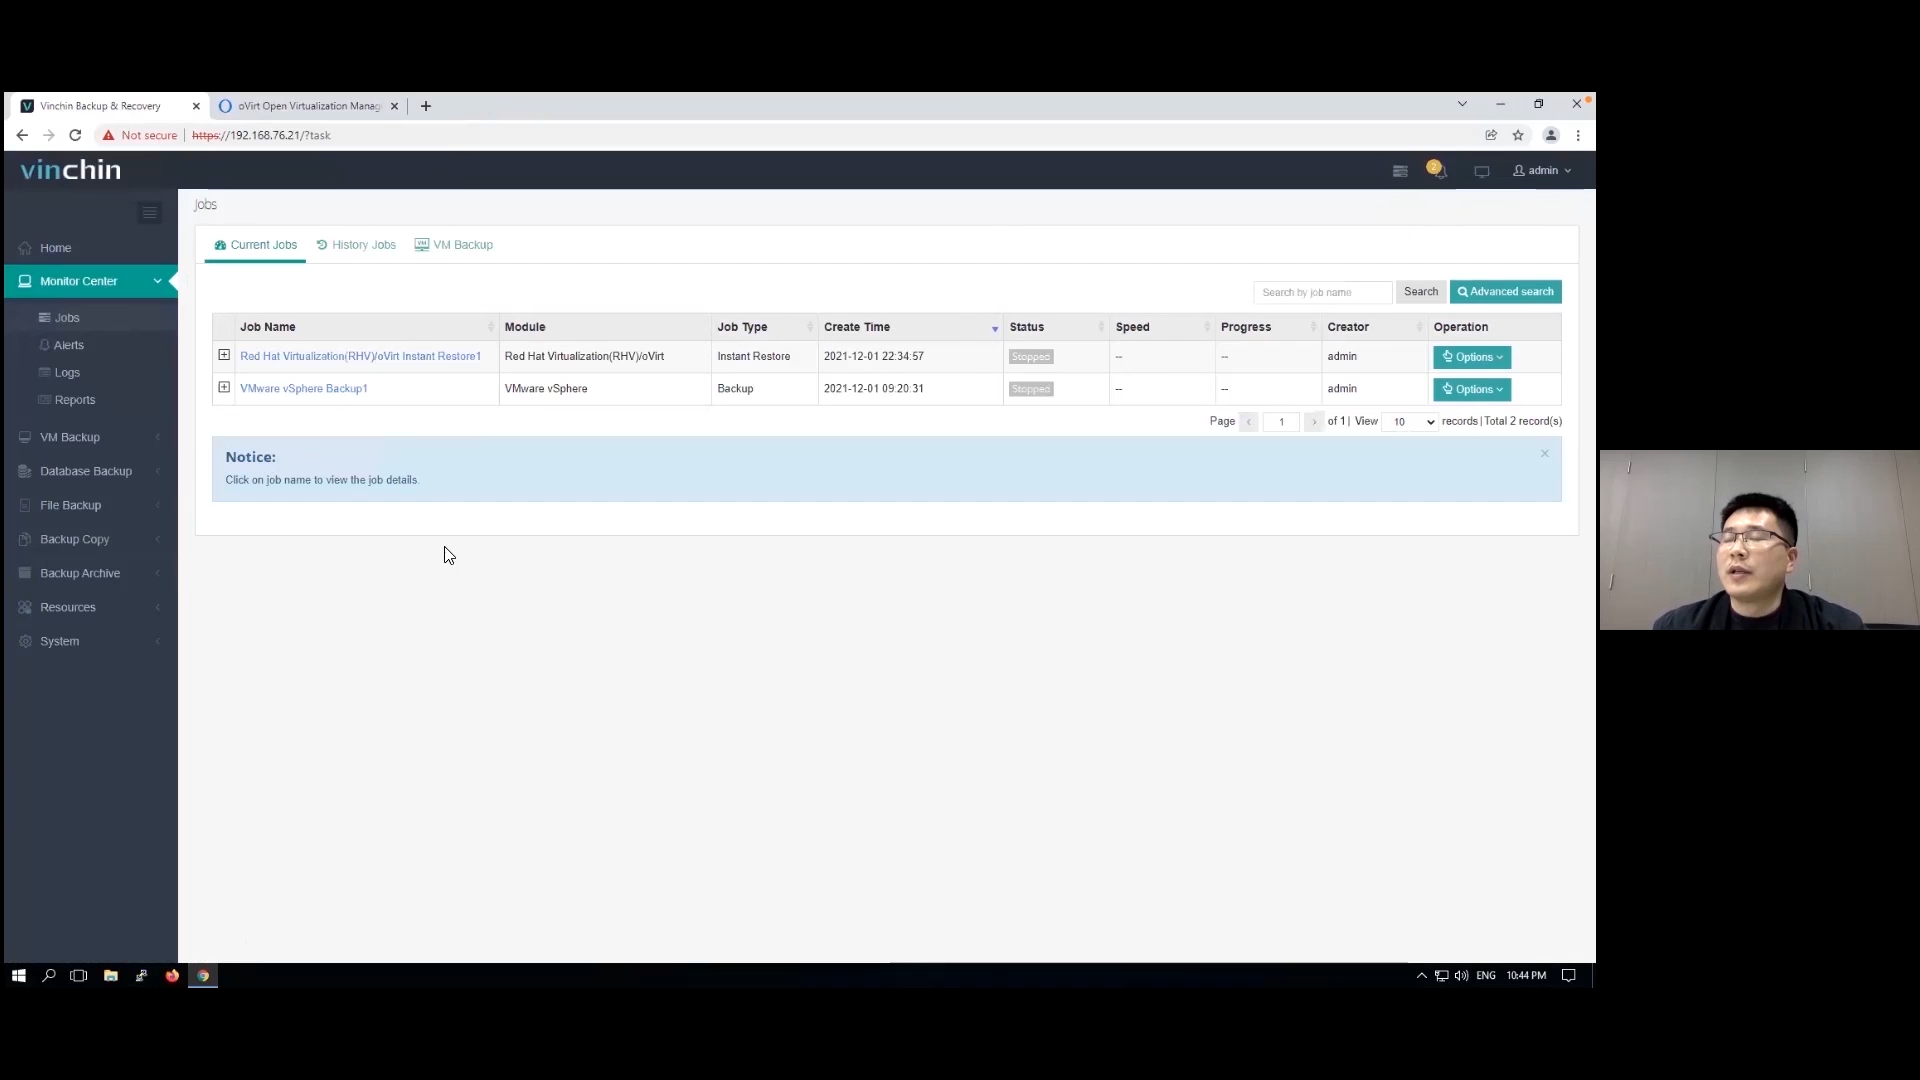 Vinchin Backup & Recovery
oVirt Open Virtualization Manag
Not secure | https://192.168.76.21/?task
vinchin
2
admin
Jobs
Home
Monitor Center
Jobs
Alerts
Logs
Reports
VM Backup
Database Backup
File Backup
Backup Copy
Backup Archive
Resources
System
Current Jobs History Jobs VM Backup
Search by job name Search Advanced search
Job Name Module Job Type Create Time Status Speed Progress Creator Operation
Red Hat Virtualization(RHV)/oVirt Instant Restore1 Red Hat Virtualization(RHV)/oVirt Instant Restore 2021-12-01 22:34:57 Stopped -- -- admin Options
VMware vSphere Backup1 VMware vSphere Backup 2021-12-01 09:20:31 Stopped -- -- admin Options
Page 1 of 1 | View 10 records | Total 2 record(s)
Notice:
Click on job name to view the job details.
ENG 10:44 PM